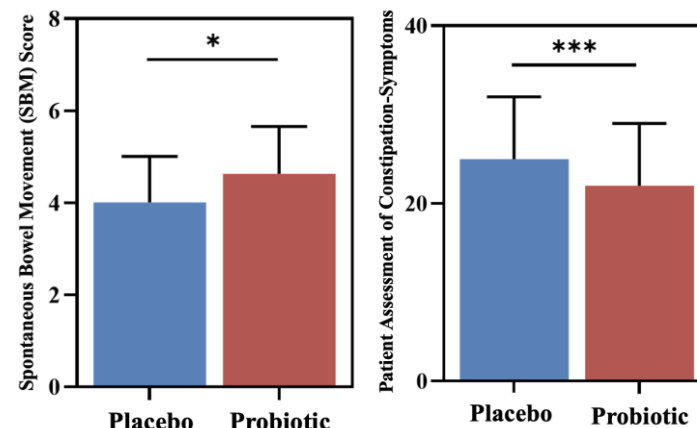 Spontaneous Bowel Movement (SBM) Score
8
6
4
2
0
*
Placebo Probiotic
Patient Assessment of Constipation-Symptoms
40
20
0
***
Placebo Probiotic